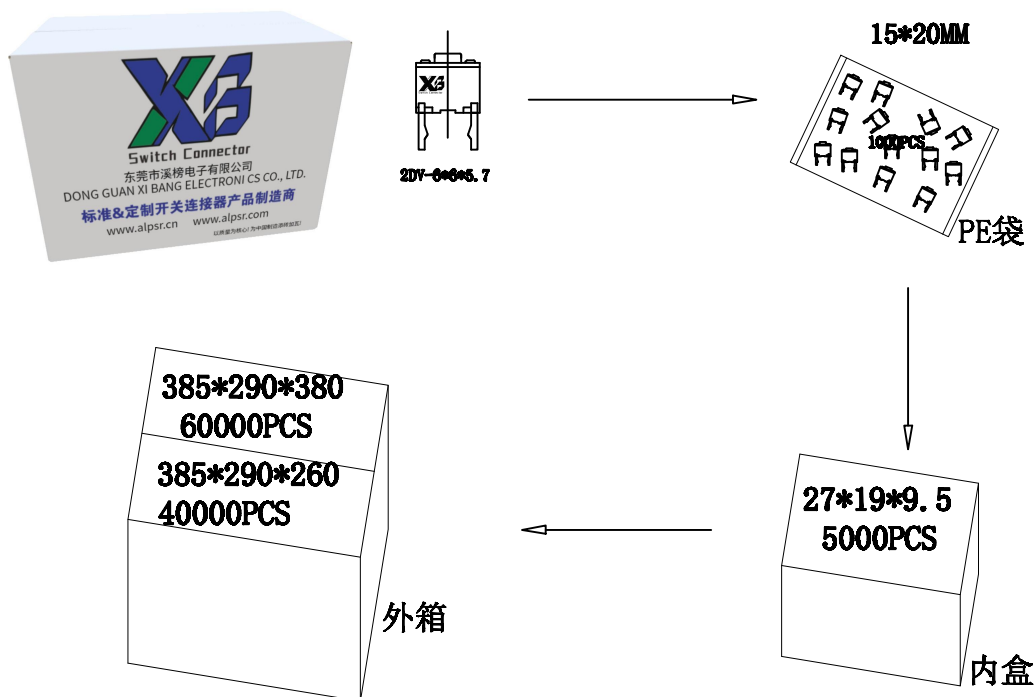 XB
Switch Connector
东莞市溪榜电子有限公司
DONG GUAN XI BANG ELECTRONI CS CO., LTD.
标准&定制开关连接器产品制造商
www.alpsr.cn www.alpsr.com
2DV-6*6*5.7
15*20MM
1000PCS
PE袋
27*19*9.5
5000PCS
内盒
385*290*380
60000PCS
385*290*260
40000PCS
外箱